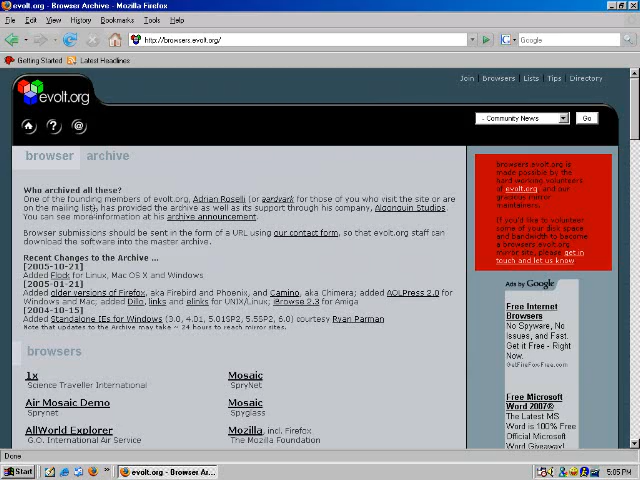 evolt.org - Browser Archive - Mozilla Firefox
File Edit View History Bookmarks Tools Help
http://browsers.evolt.org/
Google
Getting Started Latest Headlines
Join | Browsers | Lists | Tips | Directory
evolt.org
- Community News
Go
browser archive
Who archived all these?
One of the founding members of evolt.org, Adrian Roselli (or aardvark for those of you who visit the site or are
on the mailing list), has provided the archive as well as its support through his company, Algonquin Studios.
You can see more information at his archive announcement.
Browser submissions should be sent in the form of a URL using our contact form, so that evolt.org staff can
download the software into the master archive.
Recent Changes to the Archive ...
[2005-10-21]
Added Flock for Linux, Mac OS X and Windows
[2005-01-21]
Added older versions of Firefox, aka Firebird and Phoenix, and Camino, aka Chimera; added AOLPress 2.0 for
Windows and Mac; added Dillo, links and elinks for UNIX/Linux; IBrowse 2.3 for Amiga
[2004-10-15]
Added Standalone IEs for Windows (3.0, 4.01, 5.01SP2, 5.5SP2, 6.0) courtesy Ryan Parman
Note that updates to the Archive may take ~ 24 hours to reach mirror sites.
browsers
1x
Science Traveller International
Air Mosaic Demo
Sprynet
AllWorld Explorer
G.O. International Air Service
Mosaic
SpryNet
Mosaic
Spyglass
Mozilla, incl. Firefox
The Mozilla Foundation
browsers.evolt.org is
made possible by the
hard working volunteers
of evolt.org, and our
gracious mirror
maintainers.
If you'd like to volunteer
some of your disk space
and bandwidth to become
a browsers.evolt.org
mirror site, please get in
touch and let us know.
Ads by Google
Free Internet
Browsers
No Spyware, No
Issues, and Fast.
Get it Free - Right
Now.
GetFireFox-Free.com
Free Microsoft
Word 2007®
The Latest MS
Word is 100% Free
Official Microsoft
Word Giveaway!
Done
Start
evolt.org - Browser Ar...
5:05 PM